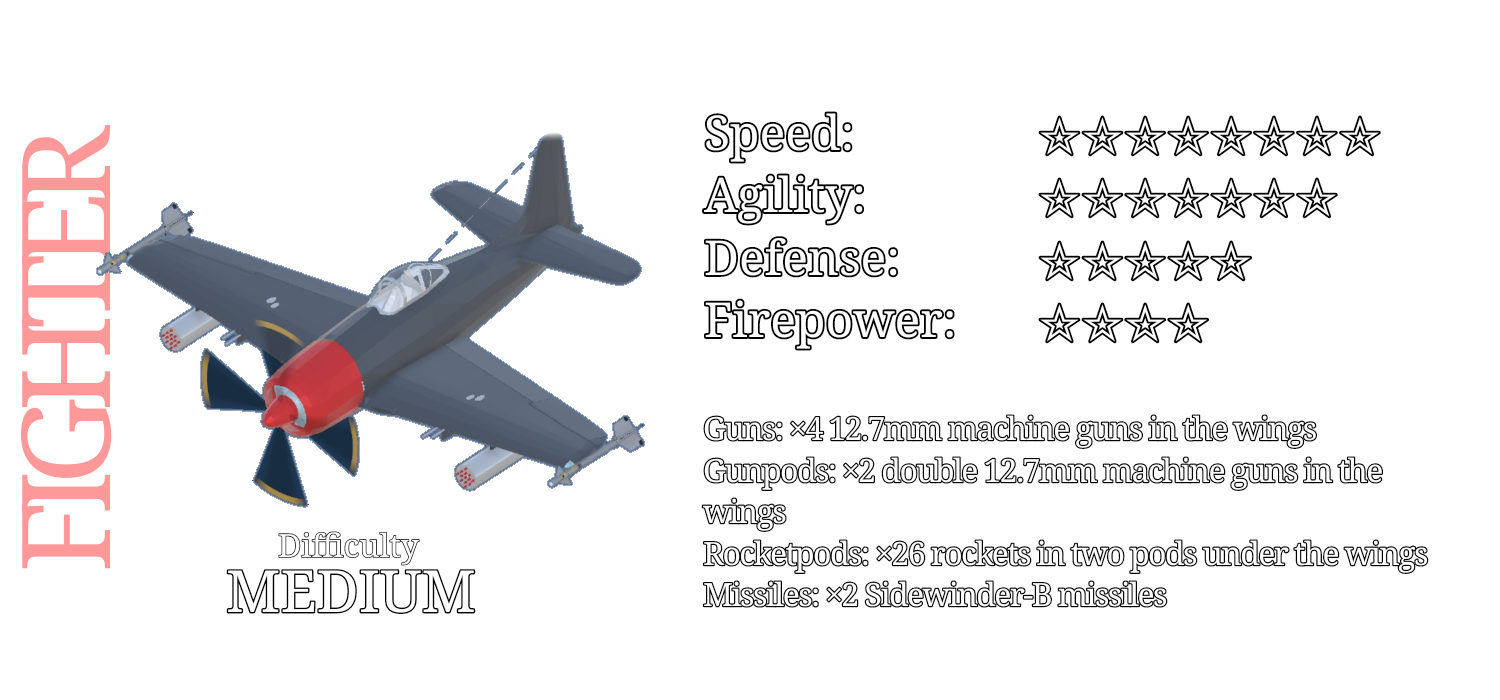 FIGHTER
Difficulty
MEDIUM
Speed: ☆☆☆☆☆☆☆☆
Agility: ☆☆☆☆☆☆☆
Defense: ☆☆☆☆☆
Firepower: ☆☆☆☆
Guns: ×4 12.7mm machine guns in the wings
Gunpods: ×2 double 12.7mm machine guns in the
wings
Rocketpods: ×26 rockets in two pods under the wings
Missiles: ×2 Sidewinder-B missiles